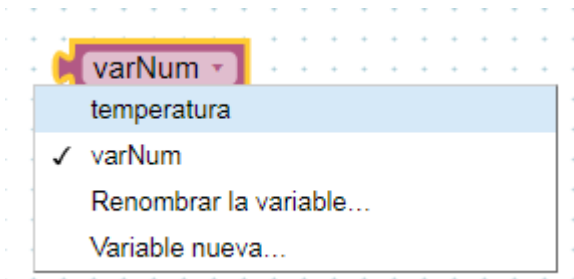 varNum
temperatura
✓ varNum
Renombrar la variable...
Variable nueva...